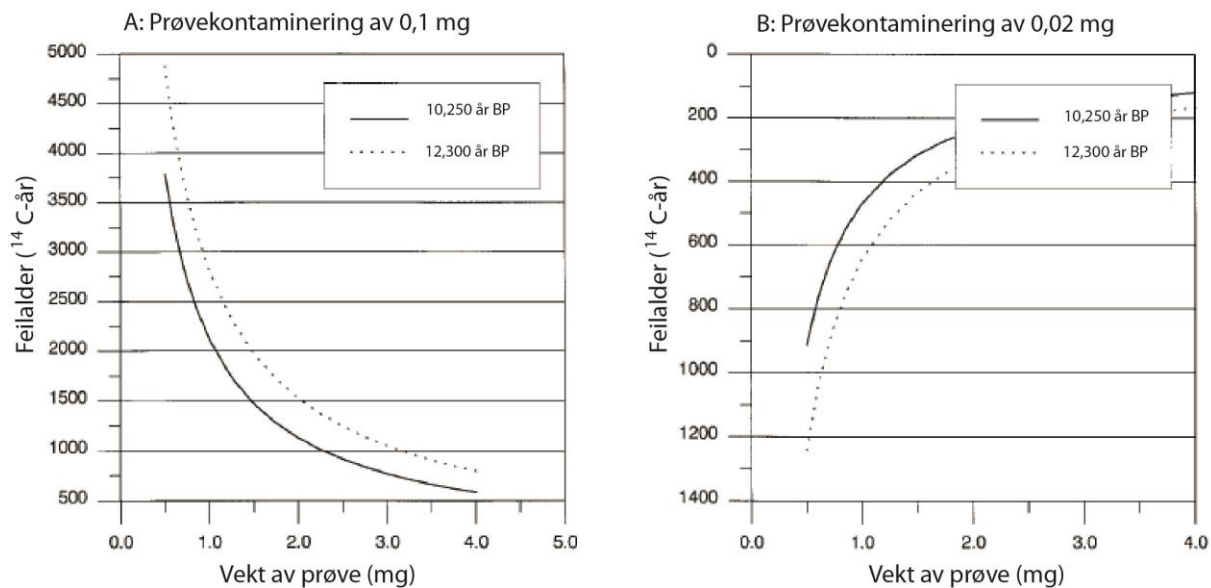 A: Prøvekontaminering av 0,1 mg
5000
4500
4000
3500
3000
2500
2000
1500
1000
500
Feilalder (14 C-år)
10,250 år BP
12,300 år BP
0.0 1.0 2.0 3.0 4.0 5.0
Vekt av prøve (mg)
B: Prøvekontaminering av 0,02 mg
0
200
400
600
800
1000
1200
1400
Feilalder (14 C-år)
10,250 år BP
12,300 år BP
0.0 1.0 2.0 3.0 4.0
Vekt av prøve (mg)